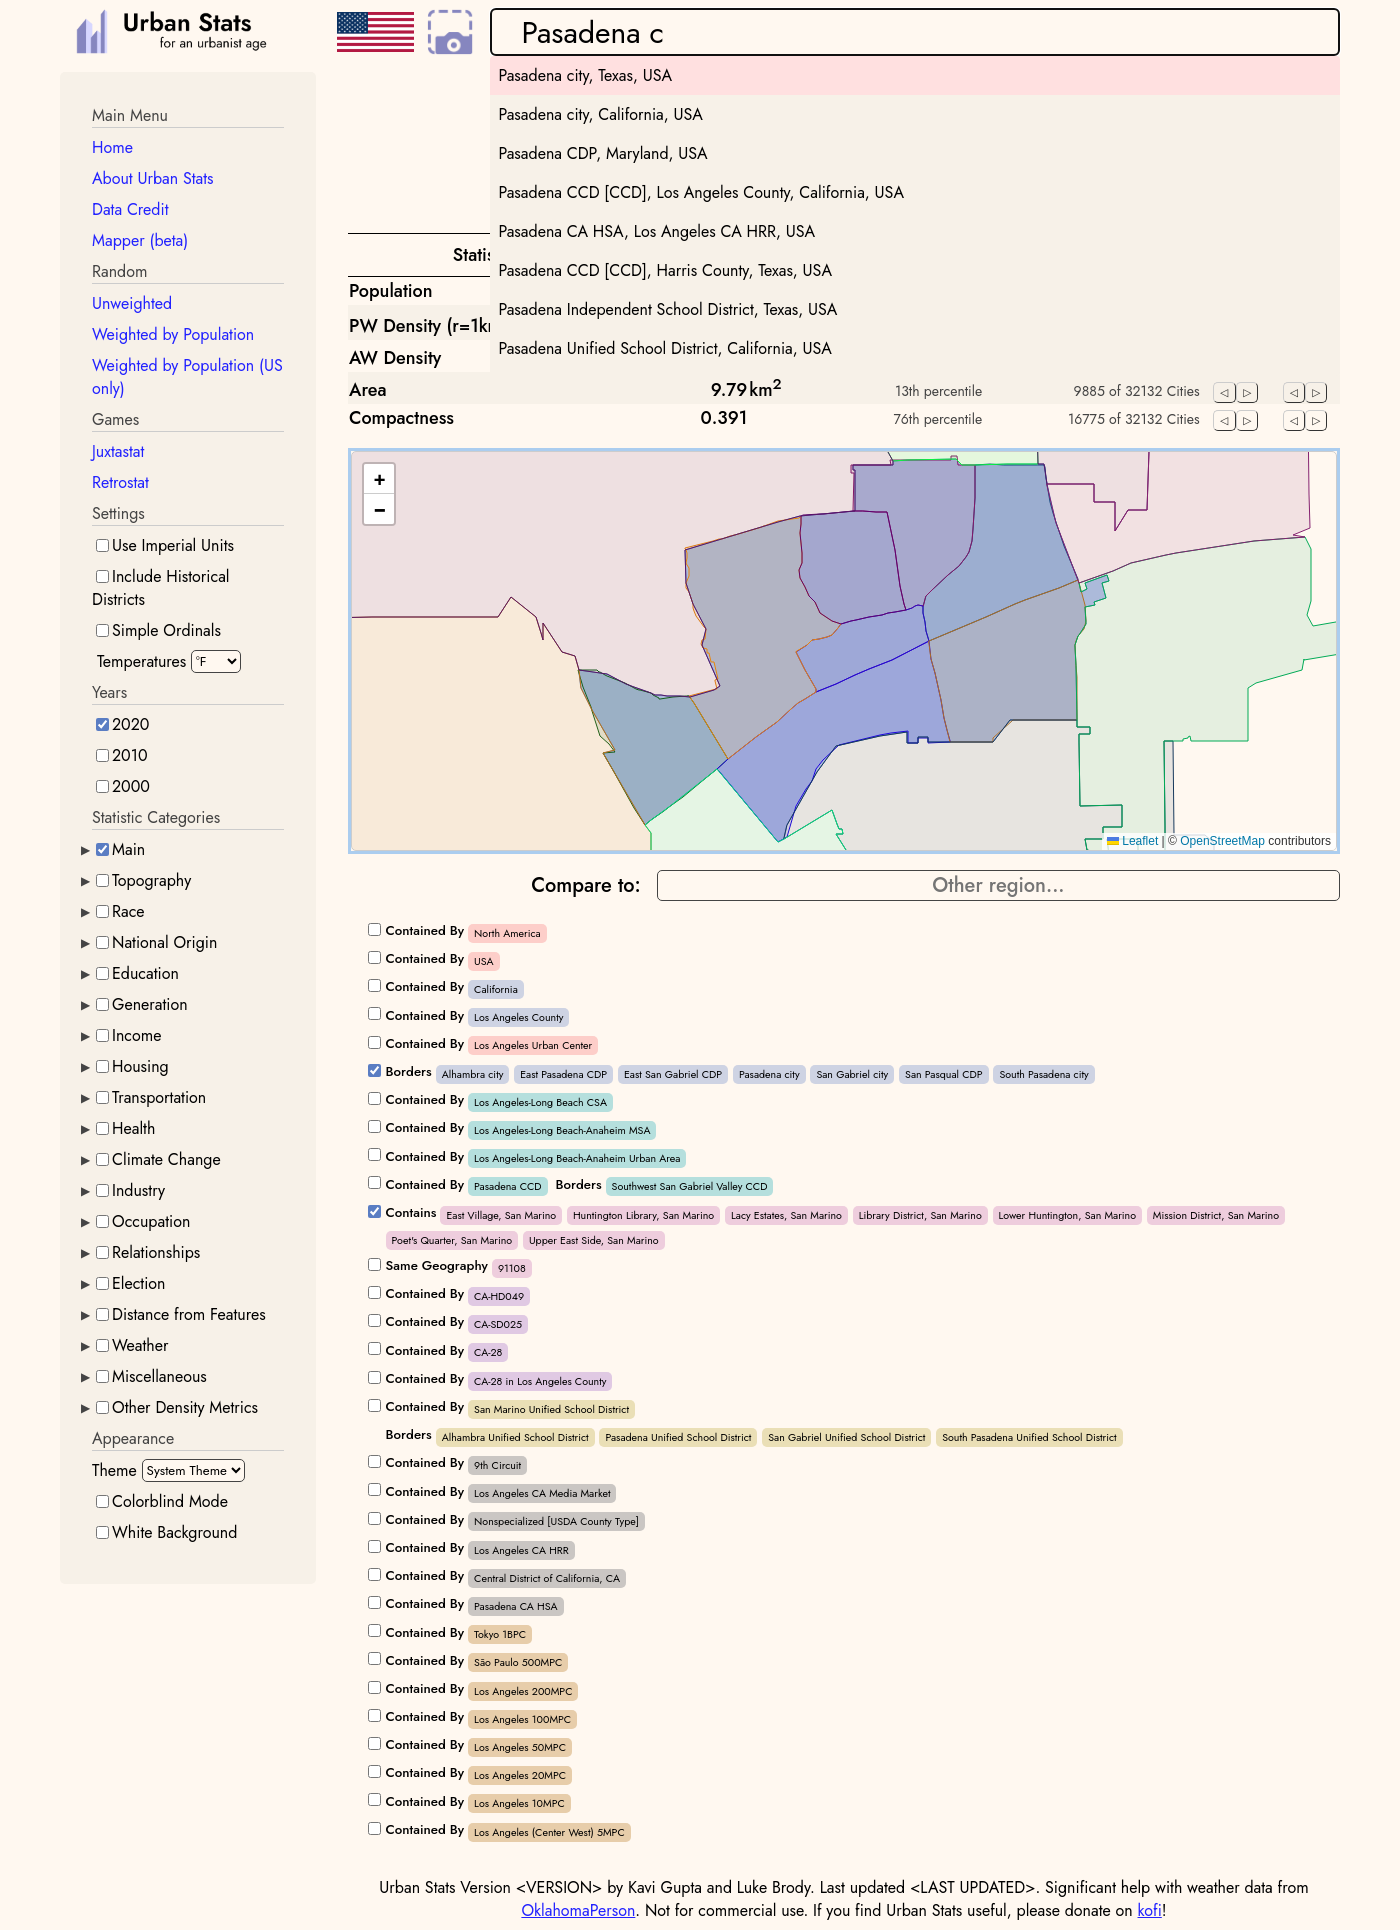 Urban Stats
for an urbanist age
Pasadena c
Pasadena city, Texas, USA
Pasadena city, California, USA
Pasadena CDP, Maryland, USA
Pasadena CCD [CCD], Los Angeles County, California, USA
Pasadena CA HSA, Los Angeles CA HRR, USA
Pasadena CCD [CCD], Harris County, Texas, USA
Pasadena Independent School District, Texas, USA
Pasadena Unified School District, California, USA
Main Menu
Home
About Urban Stats
Data Credit
Mapper (beta)
Random
Unweighted
Weighted by Population
Weighted by Population (US
only)
Games
Juxtastat
Retrostat
Settings
Use Imperial Units
Include Historical
Districts
Simple Ordinals
Temperatures °F
Years
2020
2010
2000
Statistic Categories
Main
Topography
Race
National Origin
Education
Generation
Income
Housing
Transportation
Health
Climate Change
Industry
Occupation
Relationships
Election
Distance from Features
Weather
Miscellaneous
Other Density Metrics
Appearance
Theme System Theme
Colorblind Mode
White Background
Statis
Population
PW Density (r=1k
AW Density
Area 9.79 km² 13th percentile 9885 of 32132 Cities
Compactness 0.391 76th percentile 16775 of 32132 Cities
+
−
Leaflet | © OpenStreetMap contributors
Compare to: Other region...
Contained By North America
Contained By USA
Contained By California
Contained By Los Angeles County
Contained By Los Angeles Urban Center
Borders Alhambra city East Pasadena CDP East San Gabriel CDP Pasadena city San Gabriel city San Pasqual CDP South Pasadena city
Contained By Los Angeles-Long Beach CSA
Contained By Los Angeles-Long Beach-Anaheim MSA
Contained By Los Angeles-Long Beach-Anaheim Urban Area
Contained By Pasadena CCD Borders Southwest San Gabriel Valley CCD
Contains East Village, San Marino Huntington Library, San Marino Lacy Estates, San Marino Library District, San Marino Lower Huntington, San Marino Mission District, San Marino
Poet's Quarter, San Marino Upper East Side, San Marino
Same Geography 91108
Contained By CA-HD049
Contained By CA-SD025
Contained By CA-28
Contained By CA-28 in Los Angeles County
Contained By San Marino Unified School District
Borders Alhambra Unified School District Pasadena Unified School District San Gabriel Unified School District South Pasadena Unified School District
Contained By 9th Circuit
Contained By Los Angeles CA Media Market
Contained By Nonspecialized [USDA County Type]
Contained By Los Angeles CA HRR
Contained By Central District of California, CA
Contained By Pasadena CA HSA
Contained By Tokyo 1BPC
Contained By São Paulo 500MPC
Contained By Los Angeles 200MPC
Contained By Los Angeles 100MPC
Contained By Los Angeles 50MPC
Contained By Los Angeles 20MPC
Contained By Los Angeles 10MPC
Contained By Los Angeles (Center West) 5MPC
Urban Stats Version <VERSION> by Kavi Gupta and Luke Brody. Last updated <LAST UPDATED>. Significant help with weather data from
OklahomaPerson. Not for commercial use. If you find Urban Stats useful, please donate on kofi!